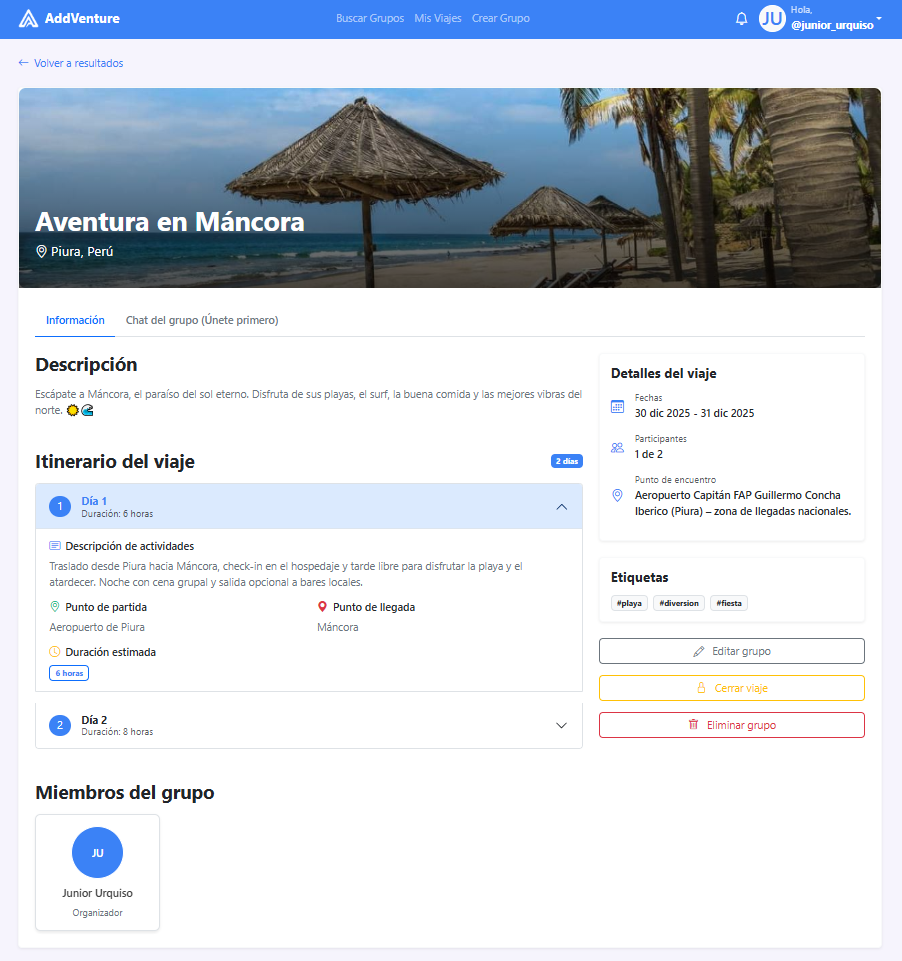 AddVenture
Buscar Grupos Mis Viajes Crear Grupo
JU
Hola,
@junior_urquiso
← Volver a resultados
Aventura en Máncora
Piura, Perú
Información
Chat del grupo (Únete primero)
Descripción
Escápate a Máncora, el paraíso del sol eterno. Disfruta de sus playas, el surf, la buena comida y las mejores vibras del
norte. 🌞🌊
Itinerario del viaje
2 días
1
Día 1
Duración: 6 horas
Descripción de actividades
Traslado desde Piura hacia Máncora, check-in en el hospedaje y tarde libre para disfrutar la playa y el
atardecer. Noche con cena grupal y salida opcional a bares locales.
Punto de partida
Aeropuerto de Piura
Punto de llegada
Máncora
Duración estimada
6 horas
2
Día 2
Duración: 8 horas
Detalles del viaje
Fechas
30 dic 2025 - 31 dic 2025
Participantes
1 de 2
Punto de encuentro
Aeropuerto Capitán FAP Guillermo Concha
Iberico (Piura) – zona de llegadas nacionales.
Etiquetas
#playa #diversion #fiesta
Editar grupo
Cerrar viaje
Eliminar grupo
Miembros del grupo
JU
Junior Urquiso
Organizador